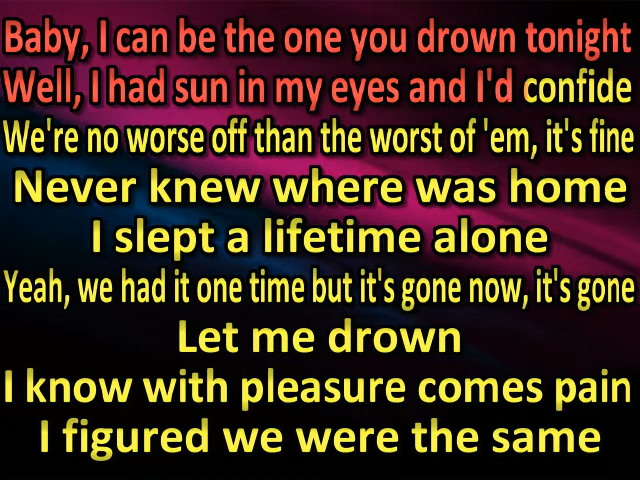 Baby, I can be the one you drown tonight
Well, I had sun in my eyes and I'd confide
We're no worse off than the worst of 'em, it's fine
Never knew where was home
I slept a lifetime alone
Yeah, we had it one time but it's gone now, it's gone
Let me drown
I know with pleasure comes pain
I figured we were the same